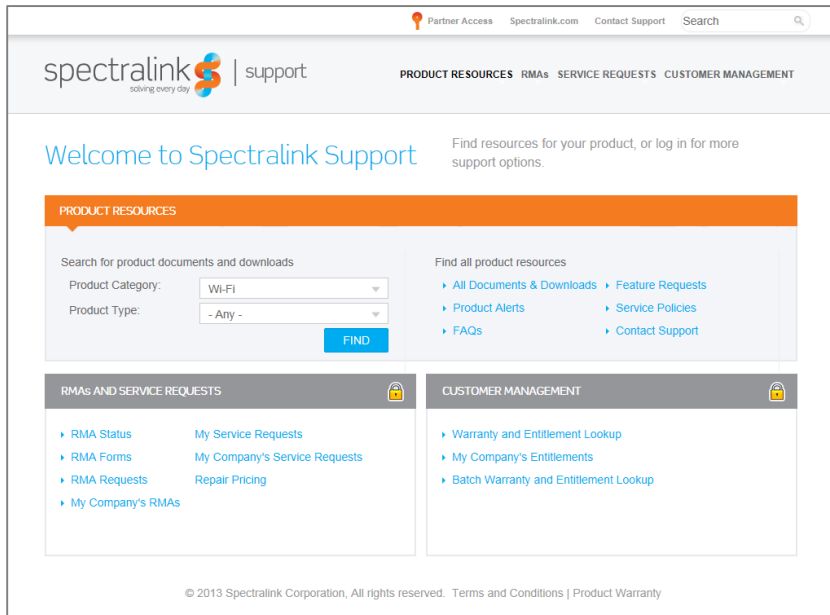 Partner Access Spectralink.com Contact Support Search
spectralink | support
solving every day
PRODUCT RESOURCES RMAs SERVICE REQUESTS CUSTOMER MANAGEMENT
Welcome to Spectralink Support
Find resources for your product, or log in for more
support options.
PRODUCT RESOURCES
Search for product documents and downloads
Product Category: Wi-Fi
Product Type: - Any -
FIND
Find all product resources
All Documents & Downloads Feature Requests
Product Alerts Service Policies
FAQs Contact Support
RMAs AND SERVICE REQUESTS
RMA Status My Service Requests
RMA Forms My Company's Service Requests
RMA Requests Repair Pricing
My Company's RMAs
CUSTOMER MANAGEMENT
Warranty and Entitlement Lookup
My Company's Entitlements
Batch Warranty and Entitlement Lookup
© 2013 Spectralink Corporation, All rights reserved. Terms and Conditions | Product Warranty